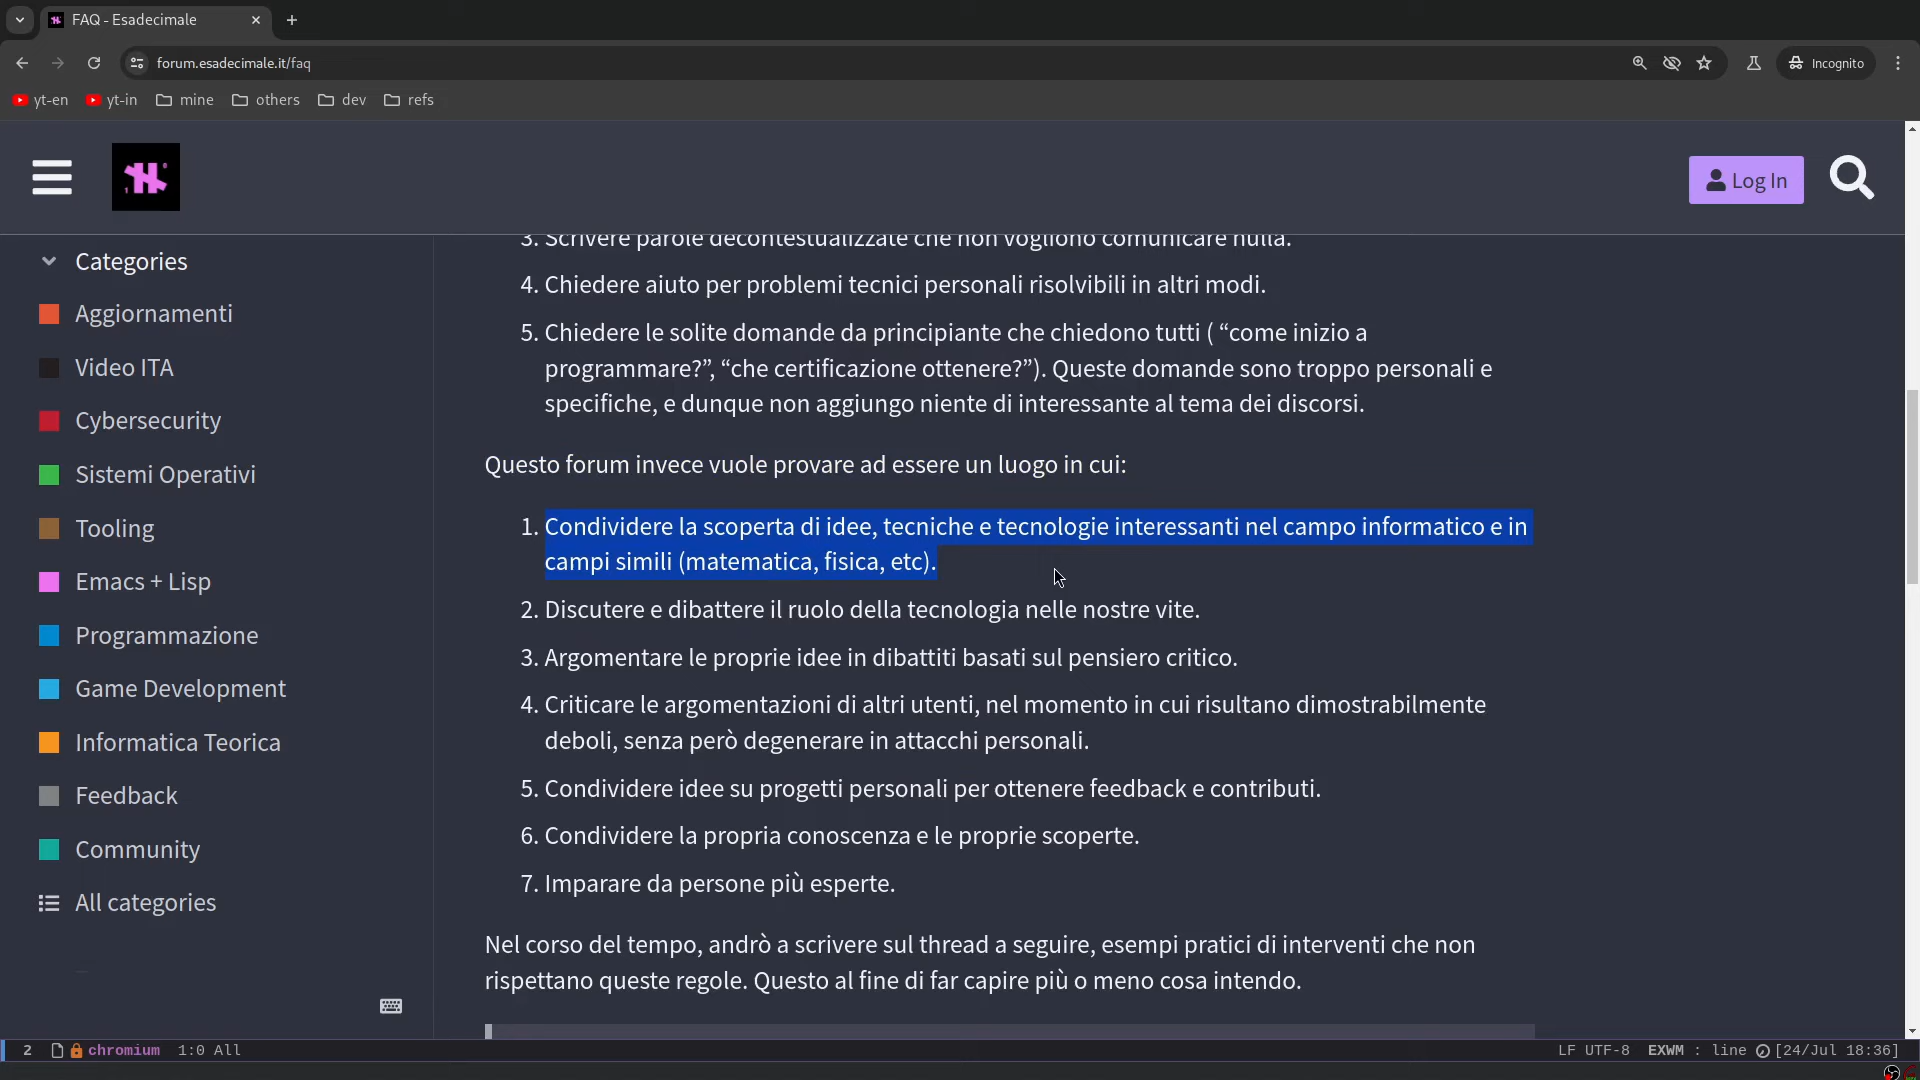 FAQ - Esadecimale
forum.esadecimale.it/faq
Incognito
yt-en yt-in mine others dev refs
Log In
Categories
Aggiornamenti
Video ITA
Cybersecurity
Sistemi Operativi
Tooling
Emacs + Lisp
Programmazione
Game Development
Informatica Teorica
Feedback
Community
All categories
3. Scrivere parole decontestualizzate che non vogliono comunicare nulla.
4. Chiedere aiuto per problemi tecnici personali risolvibili in altri modi.
5. Chiedere le solite domande da principiante che chiedono tutti ( “come inizio a
programmare?”, “che certificazione ottenere?”). Queste domande sono troppo personali e
specifiche, e dunque non aggiungo niente di interessante al tema dei discorsi.
Questo forum invece vuole provare ad essere un luogo in cui:
1. Condividere la scoperta di idee, tecniche e tecnologie interessanti nel campo informatico e in
campi simili (matematica, fisica, etc).
2. Discutere e dibattere il ruolo della tecnologia nelle nostre vite.
3. Argomentare le proprie idee in dibattiti basati sul pensiero critico.
4. Criticare le argomentazioni di altri utenti, nel momento in cui risultano dimostrabilmente
deboli, senza però degenerare in attacchi personali.
5. Condividere idee su progetti personali per ottenere feedback e contributi.
6. Condividere la propria conoscenza e le proprie scoperte.
7. Imparare da persone più esperte.
Nel corso del tempo, andrò a scrivere sul thread a seguire, esempi pratici di interventi che non
rispettano queste regole. Questo al fine di far capire più o meno cosa intendo.
2 chromium 1:0 All LF UTF-8 EXWM : line [24/Jul 18:36]